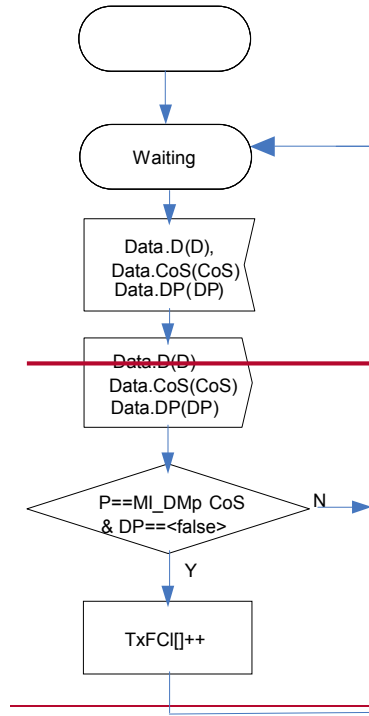 Waiting
Data.D(D),
Data.CoS(CoS)
Data.DP(DP)
Data.D(D)
Data.CoS(CoS)
Data.DP(DP)
P==MI_DMp CoS
& DP==<false>
N
Y
TxFCl[]++